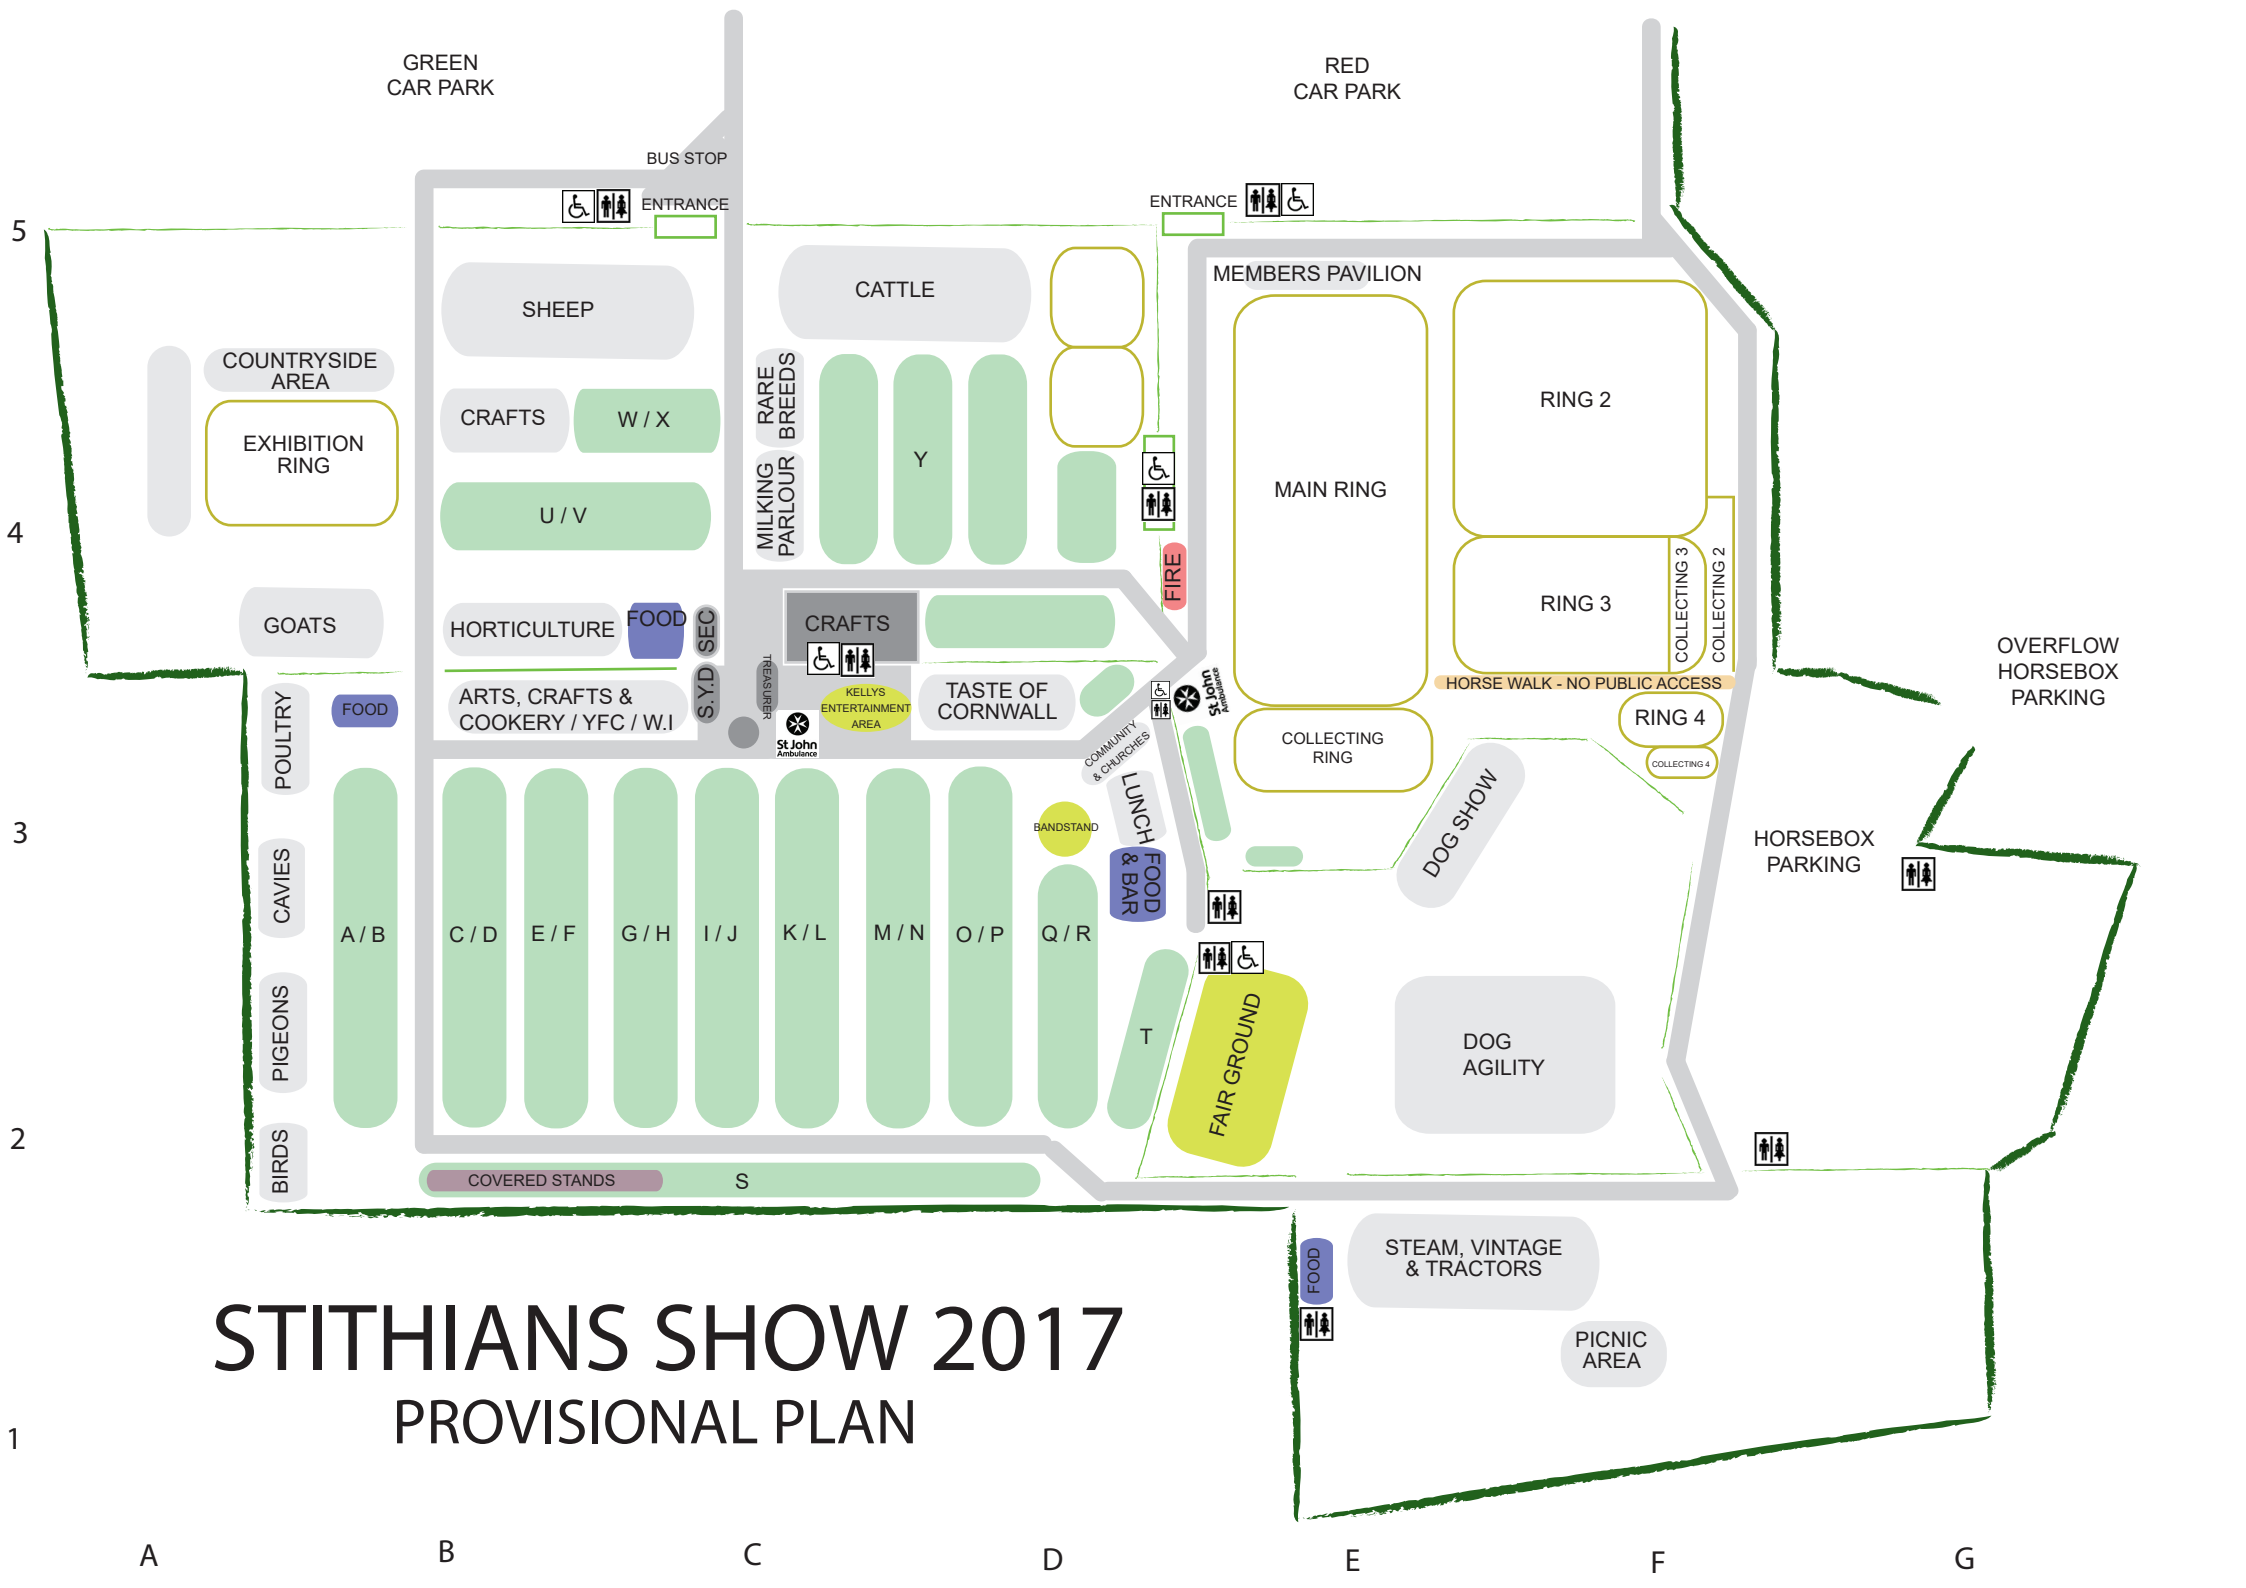 GREEN
CAR PARK
RED
CAR PARK
BUS STOP
ENTRANCE
ENTRANCE
5
MEMBERS PAVILION
SHEEP
CATTLE
COUNTRYSIDE
AREA
RARE
BREEDS
CRAFTS
W / X
EXHIBITION
RING
Y
RING 2
MAIN RING
MILKING
PARLOUR
U / V
4
FIRE
COLLECTING 3
COLLECTING 2
RING 3
GOATS
HORTICULTURE
FOOD
SEC
CRAFTS
OVERFLOW
HORSEBOX
PARKING
HORSE WALK - NO PUBLIC ACCESS
POULTRY
FOOD
ARTS, CRAFTS &
COOKERY / YFC / W.I
S.Y.D
TREASURER
KELLYS
ENTERTAINMENT
AREA
TASTE OF
CORNWALL
St John
Ambulance
St John
Ambulance
RING 4
COLLECTING
RING
COMMUNITY
& CHURCHES
COLLECTING 4
LUNCH
DOG SHOW
3
BANDSTAND
HORSEBOX
PARKING
CAVIES
FOOD
& BAR
A / B
C / D
E / F
G / H
I / J
K / L
M / N
O / P
Q / R
PIGEONS
T
FAIR GROUND
DOG
AGILITY
2
BIRDS
COVERED STANDS
S
FOOD
STEAM, VINTAGE
& TRACTORS
PICNIC
AREA
STITHIANS SHOW 2017
PROVISIONAL PLAN
1
A
B
C
D
E
F
G